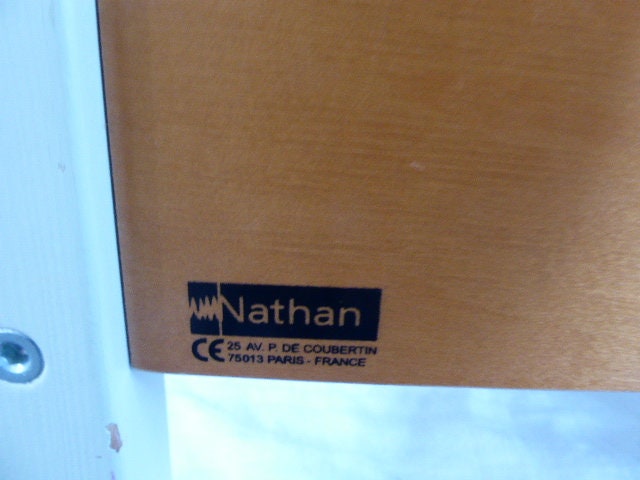 Nathan
CE 25 AV. P. DE COUBERTIN
75013 PARIS - FRANCE